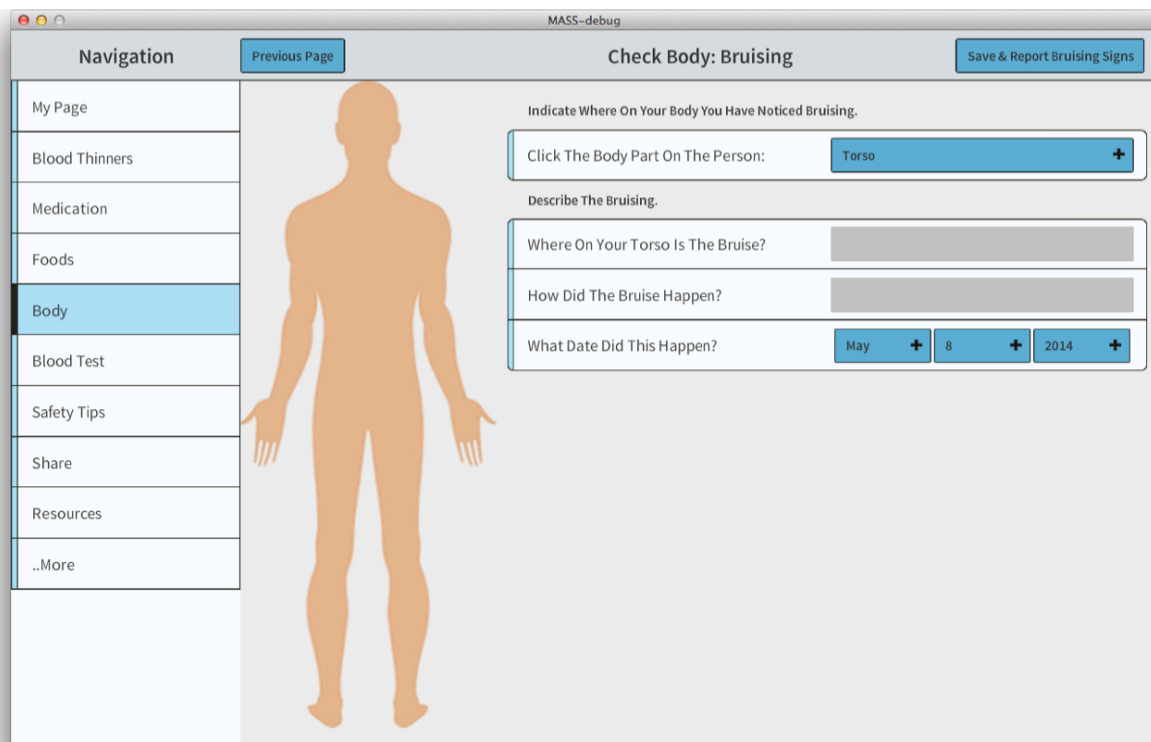 MASS-debug
Navigation
Previous Page
Check Body: Bruising
Save & Report Bruising Signs
My Page
Blood Thinners
Medication
Foods
Body
Blood Test
Safety Tips
Share
Resources
..More
Indicate Where On Your Body You Have Noticed Bruising.
Click The Body Part On The Person:
Torso
Describe The Bruising.
Where On Your Torso Is The Bruise?
How Did The Bruise Happen?
What Date Did This Happen?
May
8
2014